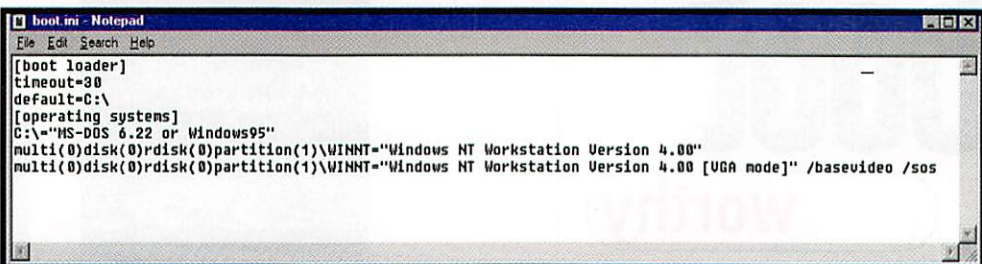 boot.ini - Notepad
File Edit Search Help
[boot loader]
timeout=30
default=C:\
[operating systems]
C:\="MS-DOS 6.22 or Windows95"
multi(0)disk(0)rdisk(0)partition(1)\WINNT="Windows NT Workstation Version 4.00"
multi(0)disk(0)rdisk(0)partition(1)\WINNT="Windows NT Workstation Version 4.00 [VGA mode]" /basevideo /sos
worthy